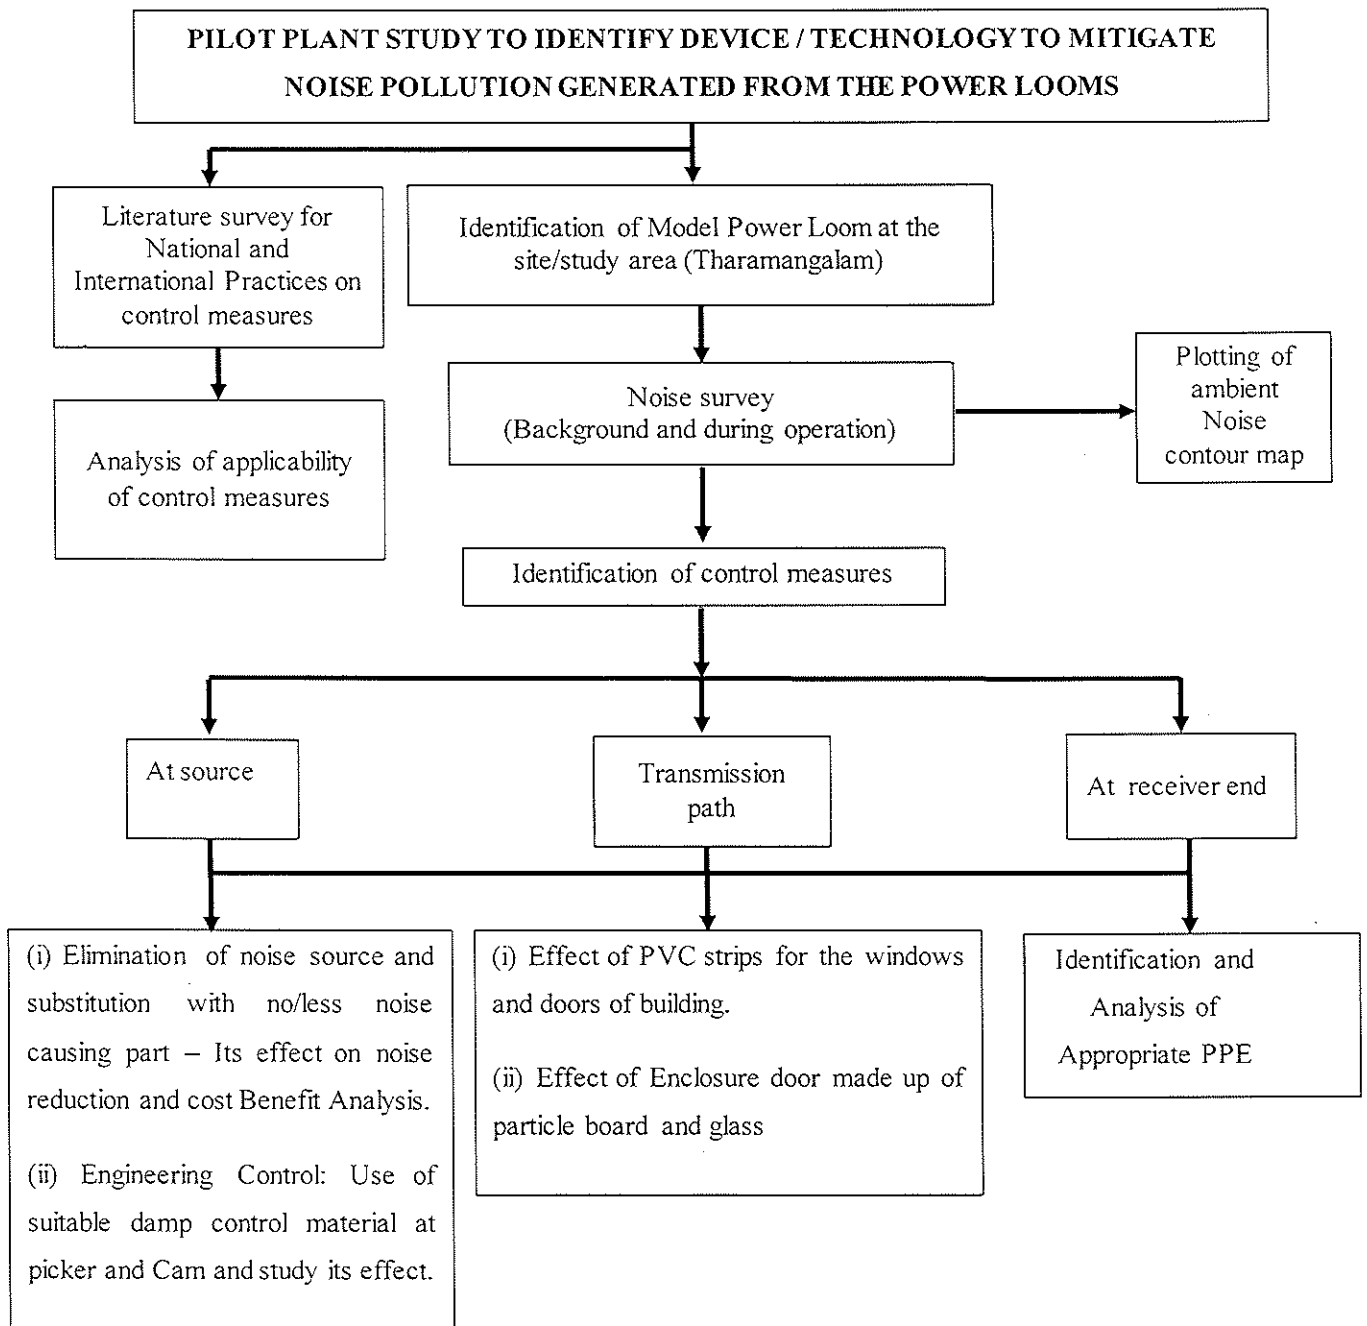 PILOT PLANT STUDY TO IDENTIFY DEVICE / TECHNOLOGY TO MITIGATE
NOISE POLLUTION GENERATED FROM THE POWER LOOMS
Literature survey for
National and
International Practices on
control measures
Identification of Model Power Loom at the
site/study area (Tharamangalam)
Analysis of applicability
of control measures
Noise survey
(Background and during operation)
Plotting of
ambient
Noise
contour map
Identification of control measures
At source
Transmission
path
At receiver end
(i) Elimination of noise source and
substitution with no/less noise
causing part – Its effect on noise
reduction and cost Benefit Analysis.
(ii) Engineering Control: Use of
suitable damp control material at
picker and Cam and study its effect.
(i) Effect of PVC strips for the windows
and doors of building.
(ii) Effect of Enclosure door made up of
particle board and glass
Identification and
Analysis of
Appropriate PPE